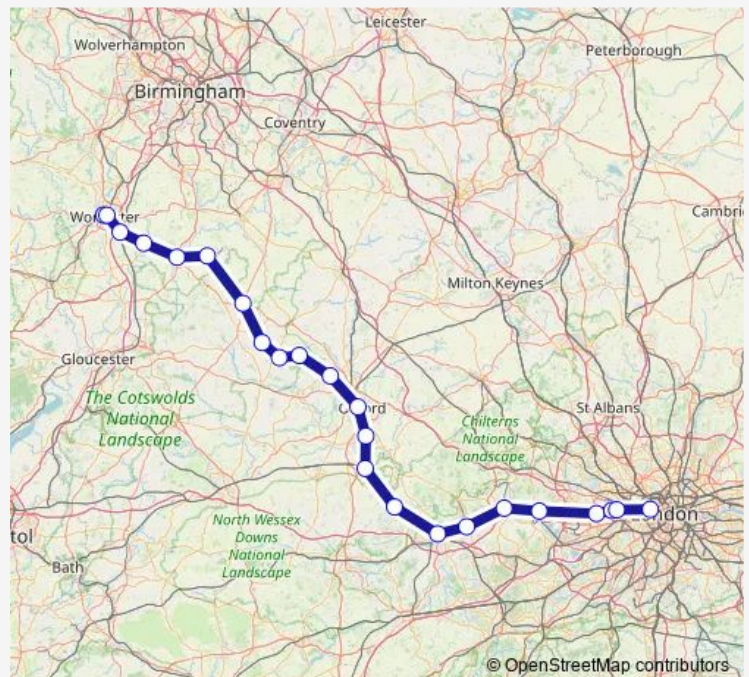 Leicester
Wolverhampton
Peterborough
Birmingham
Coventry
Cambri
Milton Keynes
Gloucester
The Cotswolds
National
Landscape
St Albans
Chilterns
National
Landscape
North Wessex
Downs
National
Landscape
tol
Bath
© OpenStreetMap contributors